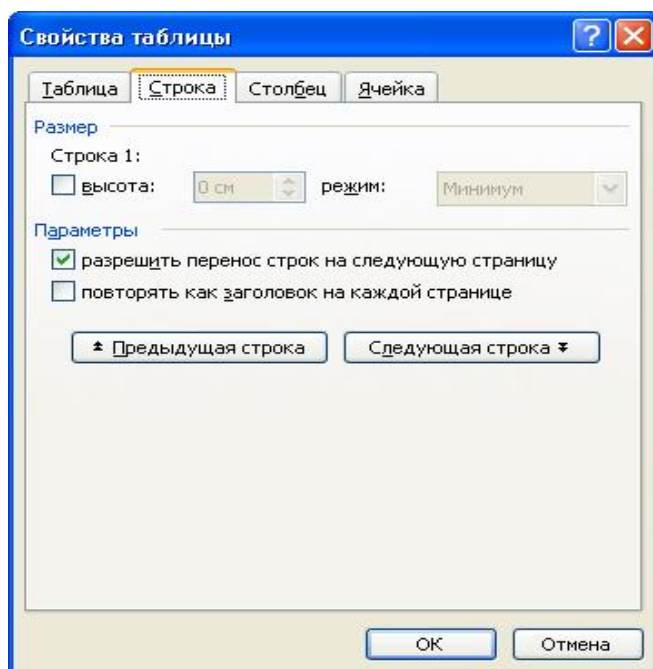 Свойства таблицы
Таблица Строка Столбец Ячейка
Размер
Строка 1:
высота: 0 см режим: Минимум
Параметры
разрешить перенос строк на следующую страницу
повторять как заголовок на каждой странице
Предыдущая строка Следующая строка
ОК Отмена